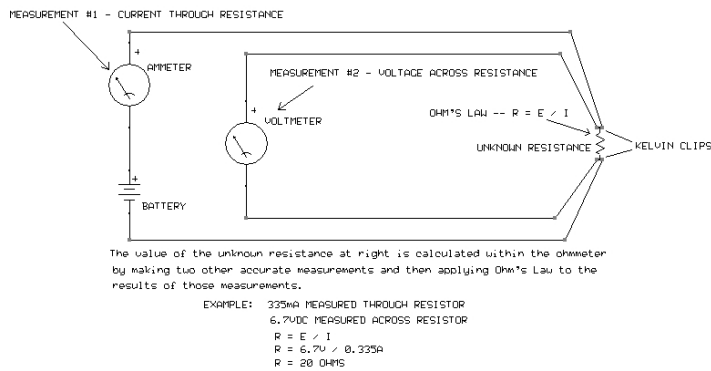 MEASUREMENT #1 - CURRENT THROUGH RESISTANCE
+
AMMETER
MEASUREMENT #2 - VOLTAGE ACROSS RESISTANCE
+
VOLTMETER
OHM'S LAW -- R = E / I
UNKNOWN RESISTANCE
KELVIN CLIPS
+
BATTERY
The value of the unknown resistance at right is calculated within the ohmmeter
by making two other accurate measurements and then applying Ohm's Law to the
results of those measurements.
EXAMPLE: 335mA MEASURED THROUGH RESISTOR
6.7VDC MEASURED ACROSS RESISTOR
R = E / I
R = 6.7V / 0.335A
R = 20 OHMS